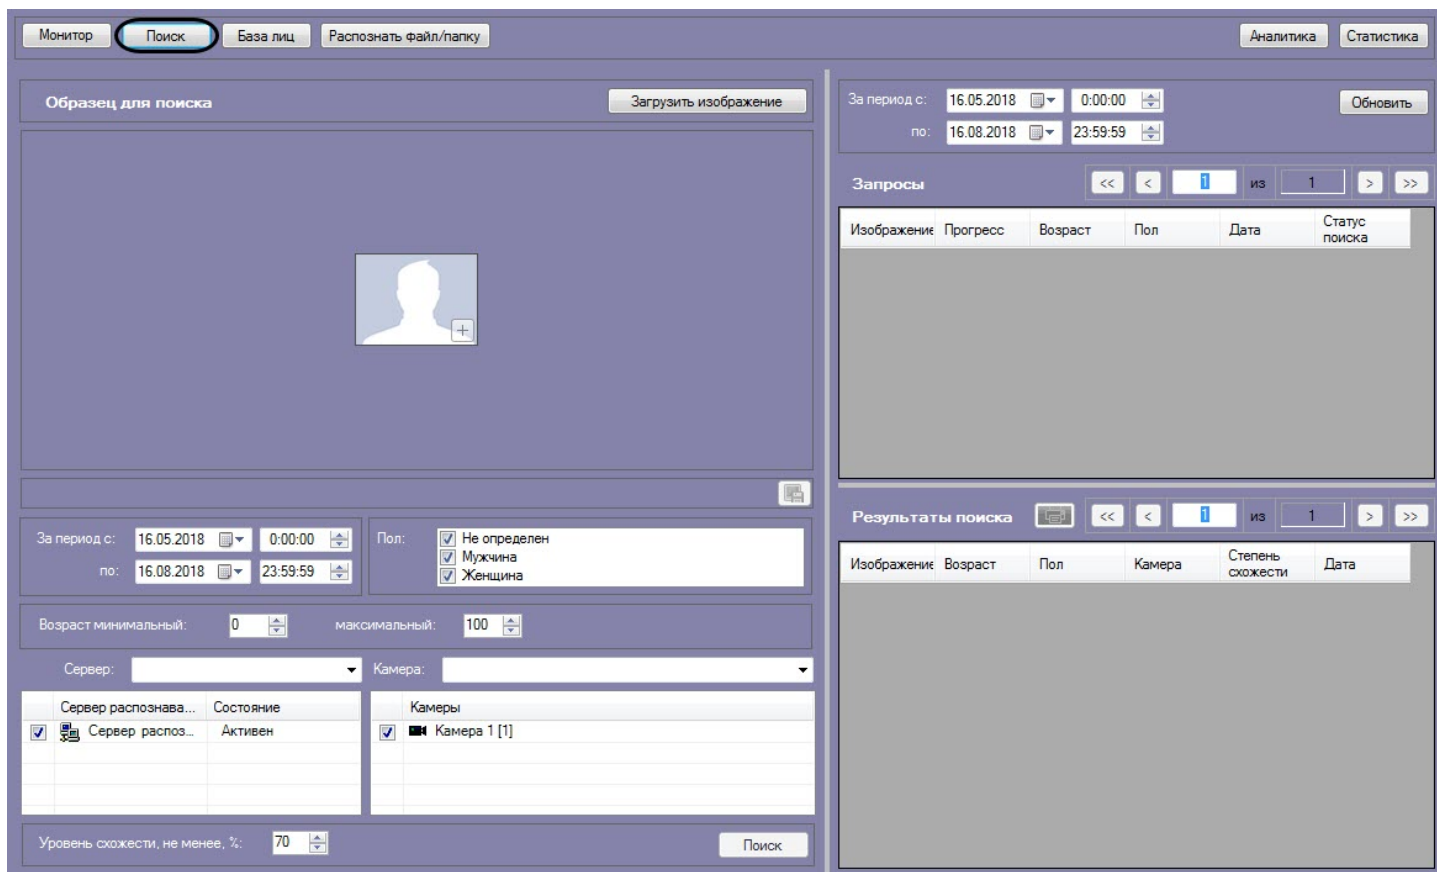 Монитор Поиск База лиц Распознать файл/папку Аналитика Статистика
Образец для поиска Загрузить изображение
За период с: 16.05.2018 0:00:00 Обновить
по: 16.08.2018 23:59:59
Запросы << < 1 из 1 > >>
Изображение Прогресс Возраст Пол Дата Статус
поиска
Результаты поиска << < 1 из 1 > >>
Изображение Возраст Пол Камера Степень
схожести Дата
За период с: 16.05.2018 0:00:00
по: 16.08.2018 23:59:59
Пол: Не определен
Мужчина
Женщина
Возраст минимальный: 0 максимальный: 100
Сервер: Камера:
Сервер распознава... Состояние
Сервер распоз... Активен
Камеры
Камера 1 [1]
Уровень схожести, не менее, %: 70 Поиск